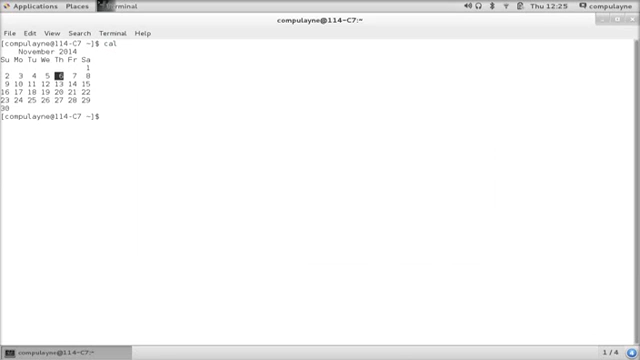 Applications Places Terminal Thu 12:25 compulayne
compulayne@114-C7:~
File Edit View Search Terminal Help
[compulayne@114-C7 ~]$ cal
November 2014
Su Mo Tu We Th Fr Sa
1
2 3 4 5 6 7 8
9 10 11 12 13 14 15
16 17 18 19 20 21 22
23 24 25 26 27 28 29
30
[compulayne@114-C7 ~]$
compulayne@114-C7:~ 1 / 4